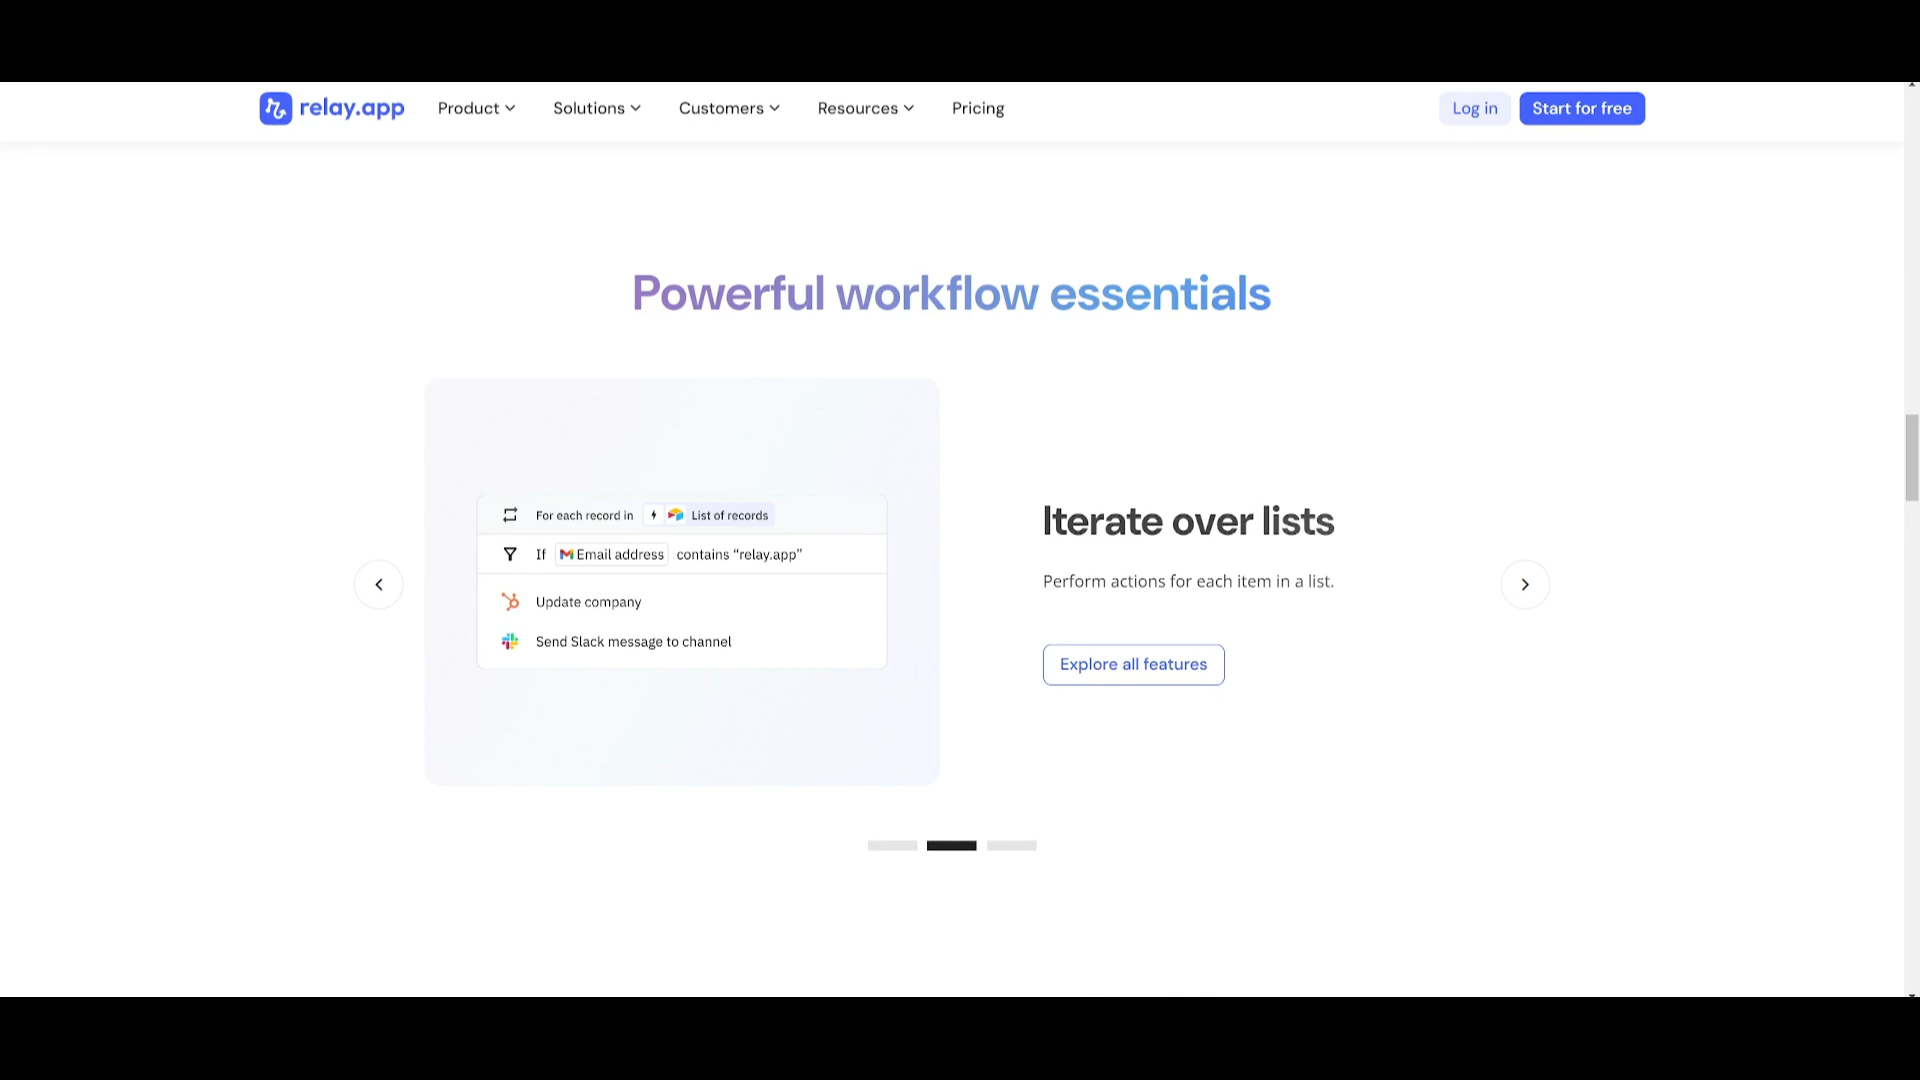 relay.app Product Solutions Customers Resources Pricing Log in Start for free
Powerful workflow essentials
For each record in List of records
If Email address contains “relay.app”
Update company
Send Slack message to channel
Iterate over lists
Perform actions for each item in a list.
Explore all features